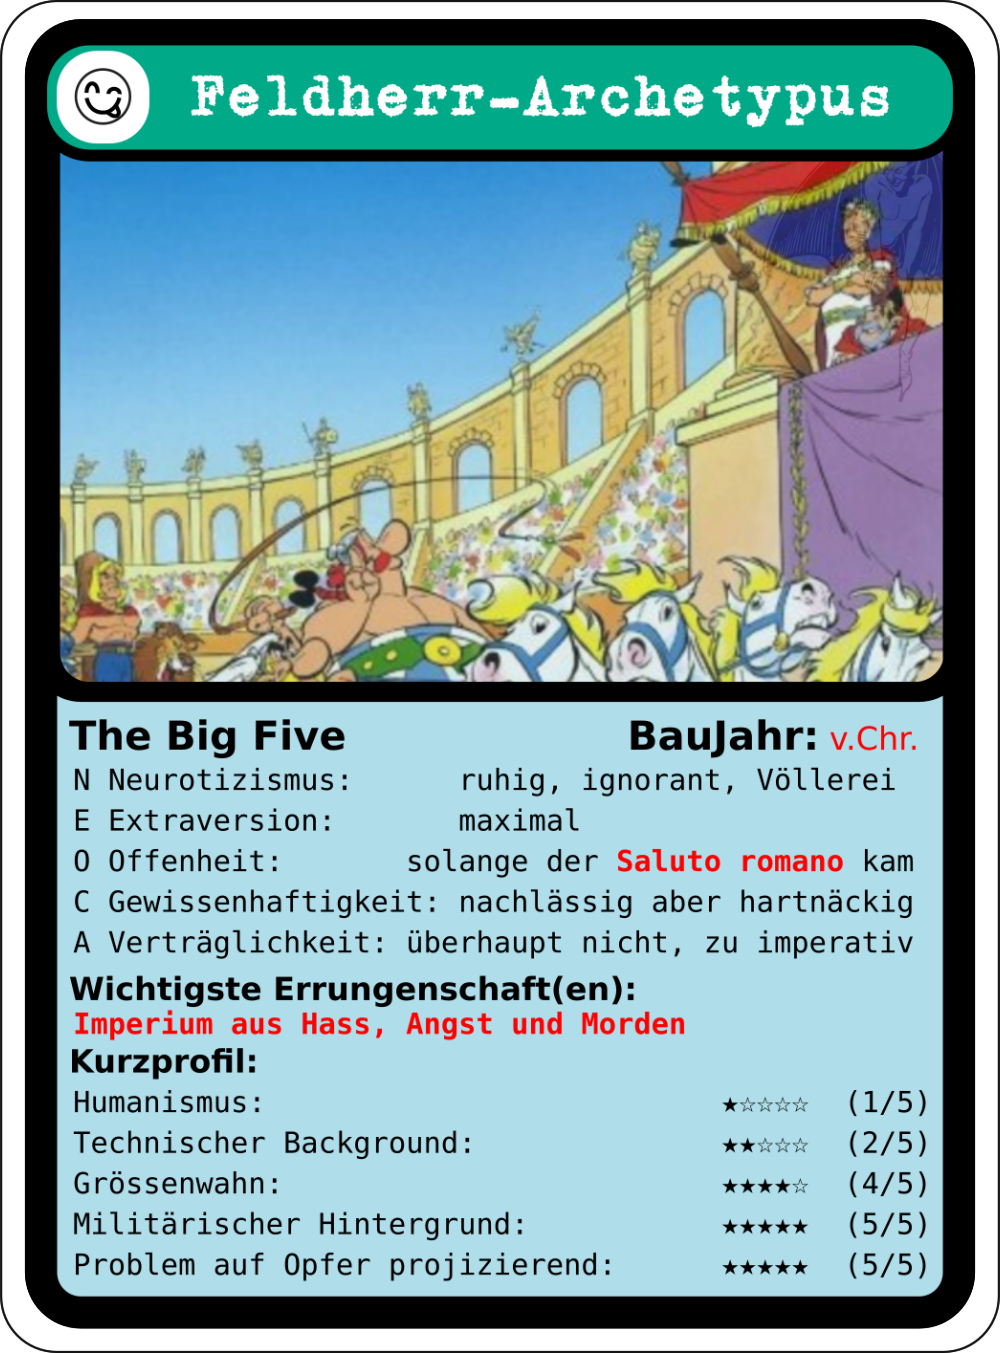 Feldherr-Archetypus
The Big Five BauJahr: v.Chr.
N Neurotizismus: ruhig, ignorant, Völlerei
E Extraversion: maximal
O Offenheit: solange der Saluto romano kam
C Gewissenhaftigkeit: nachlässig aber hartnäckig
A Verträglichkeit: überhaupt nicht, zu imperativ
Wichtigste Errungenschaft(en):
Imperium aus Hass, Angst und Morden
Kurzprofil:
Humanismus: ★☆☆☆☆ (1/5)
Technischer Background: ★★☆☆☆ (2/5)
Grössenwahn: ★★★★☆ (4/5)
Militärischer Hintergrund: ★★★★★ (5/5)
Problem auf Opfer projizierend: ★★★★★ (5/5)